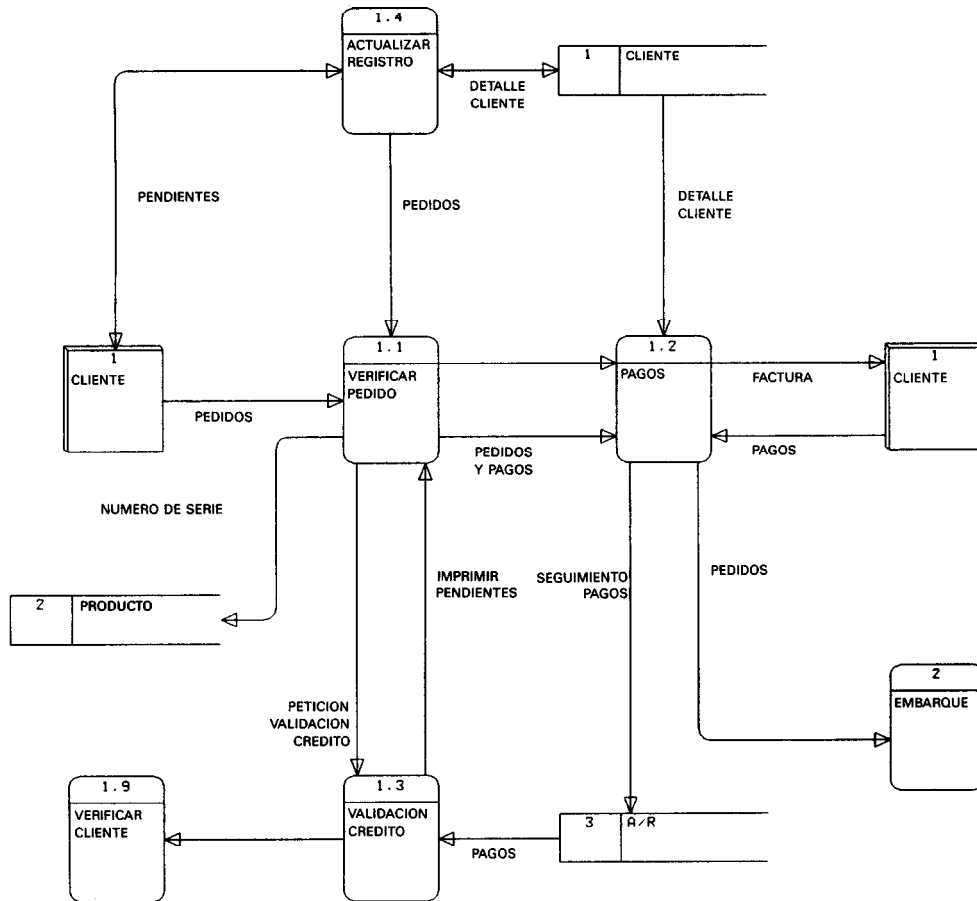 1.4
ACTUALIZAR
REGISTRO
1
CLIENTE
DETALLE
CLIENTE
PENDIENTES
PEDIDOS
DETALLE
CLIENTE
1
CLIENTE
PEDIDOS
1.1
VERIFICAR
PEDIDO
1.2
PAGOS
FACTURA
1
CLIENTE
PEDIDOS
Y PAGOS
PAGOS
NUMERO DE SERIE
IMPRIMIR
PENDIENTES
SEGUIMIENTO
PAGOS
PEDIDOS
2
PRODUCTO
2
EMBARQUE
PETICION
VALIDACION
CREDITO
1.9
VERIFICAR
CLIENTE
1.3
VALIDACION
CREDITO
PAGOS
3
A/R